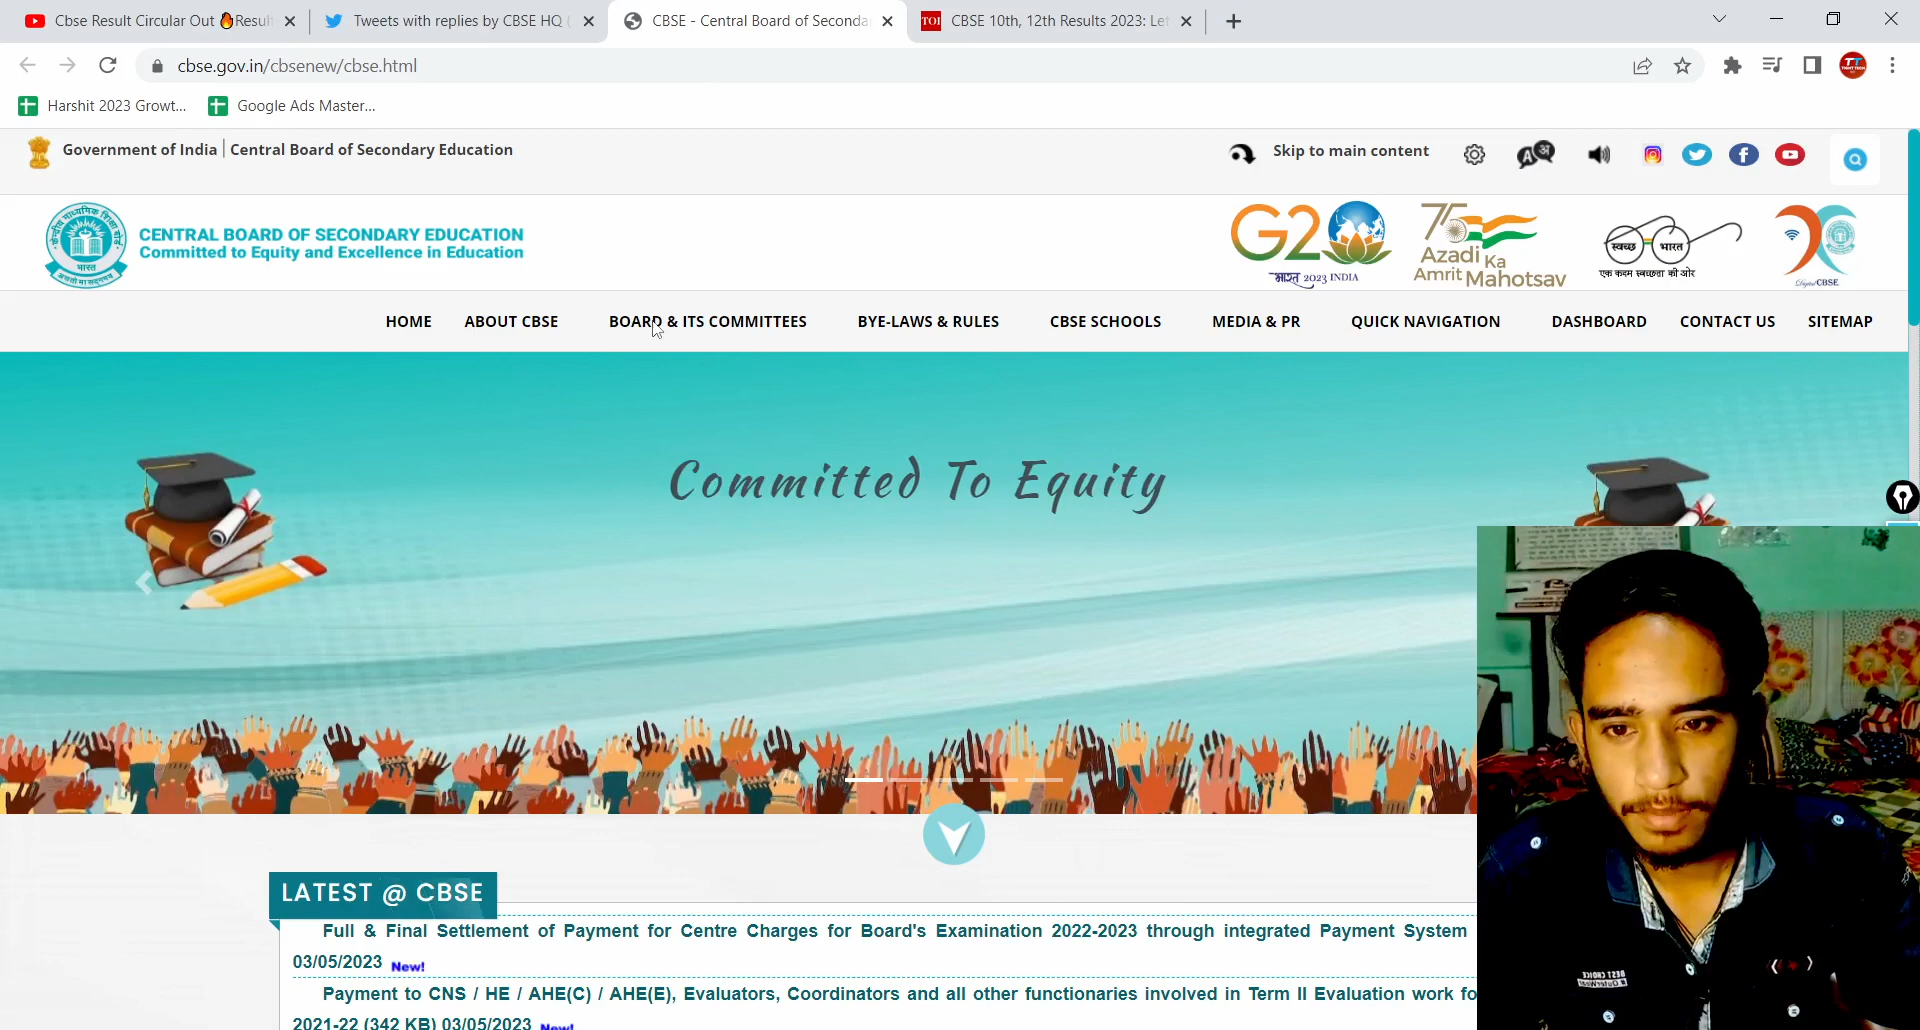 Cbse Result Circular Out 🔥Resul
Tweets with replies by CBSE HQ (
CBSE - Central Board of Seconda
TOI CBSE 10th, 12th Results 2023: Let
cbse.gov.in/cbsenew/cbse.html
Harshit 2023 Growt...
Google Ads Master...
Government of India | Central Board of Secondary Education
Skip to main content
CENTRAL BOARD OF SECONDARY EDUCATION
Committed to Equity and Excellence in Education
भारत
G20
भारत 2023 INDIA
75
Azadi Ka
Amrit Mahotsav
स्वच्छ भारत
एक कदम स्वच्छता की ओर
Digital CBSE
HOME ABOUT CBSE BOARD & ITS COMMITTEES BYE-LAWS & RULES CBSE SCHOOLS MEDIA & PR QUICK NAVIGATION DASHBOARD CONTACT US SITEMAP
Committed To Equity
LATEST @ CBSE
Full & Final Settlement of Payment for Centre Charges for Board's Examination 2022-2023 through integrated Payment System
03/05/2023 New!
Payment to CNS / HE / AHE(C) / AHE(E), Evaluators, Coordinators and all other functionaries involved in Term II Evaluation work fo
2021-22 (342 KB) 03/05/2023 New!